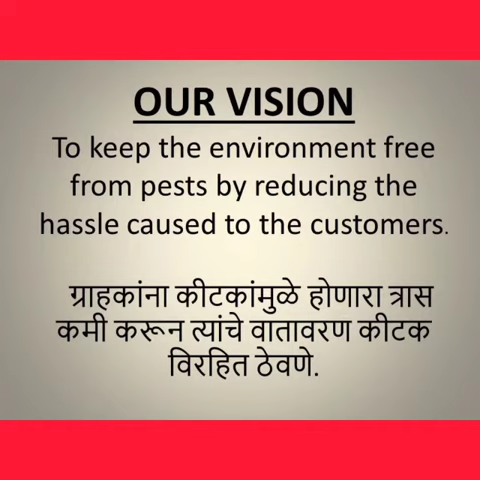 OUR VISION
To keep the environment free
from pests by reducing the
hassle caused to the customers.
ग्राहकांना कीटकांमुळे होणारा त्रास
कमी करून त्यांचे वातावरण कीटक
विरहित ठेवणे.